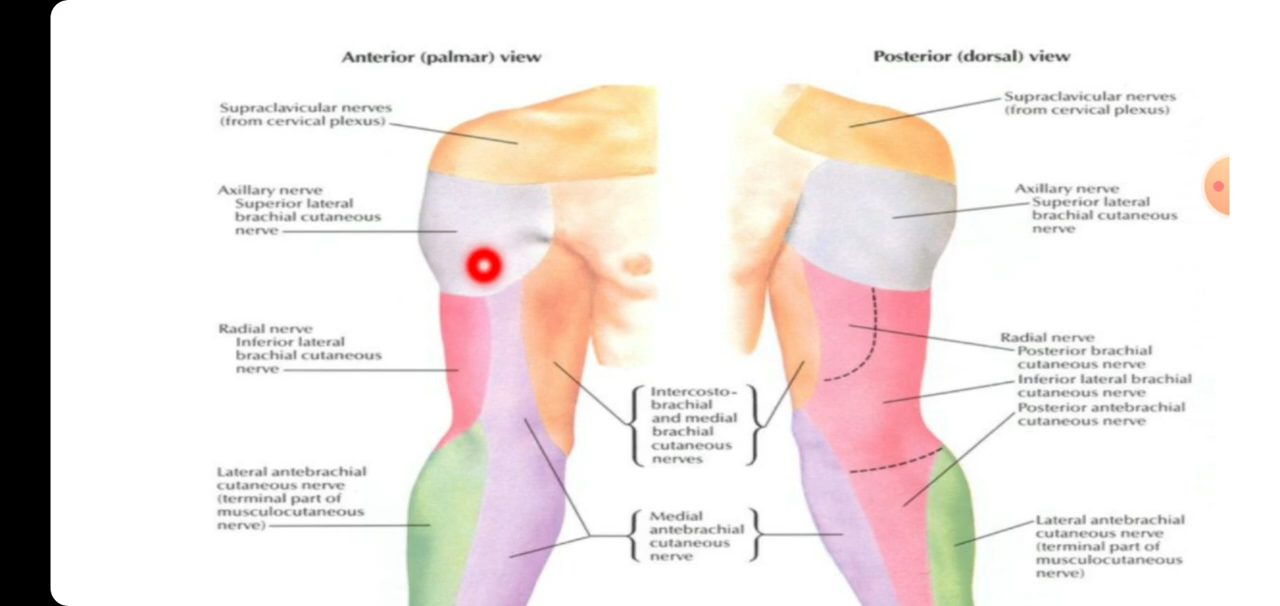 Anterior (palmar) view
Supraclavicular nerves
(from cervical plexus)
Axillary nerve
Superior lateral
brachial cutaneous
nerve
Radial nerve
Inferior lateral
brachial cutaneous
nerve
Lateral antebrachial
cutaneous nerve
(terminal part of
musculocutaneous
nerve)
Intercosto-
brachial
and medial
brachial
cutaneous
nerves
Medial
antebrachial
cutaneous
nerve
Posterior (dorsal) view
Supraclavicular nerves
(from cervical plexus)
Axillary nerve
Superior lateral
brachial cutaneous
nerve
Radial nerve
Posterior brachial
cutaneous nerve
Inferior lateral brachial
cutaneous nerve
Posterior antebrachial
cutaneous nerve
Lateral antebrachial
cutaneous nerve
(terminal part of
musculocutaneous
nerve)